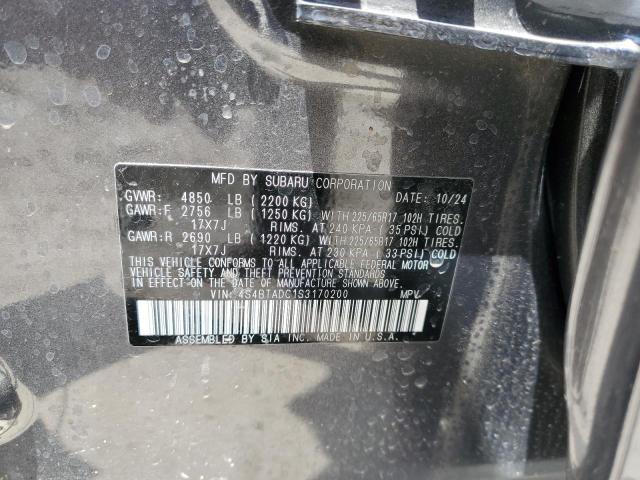 MFD BY SUBARU CORPORATION DATE: 10/24
GVWR: 4850 LB (2200 KG)
GAWR:F 2756 LB (1250 KG) WITH 225/65R17 102H TIRES.
17X7J RIMS. AT 240 KPA (35 PSI) COLD
GAWR:R 2690 LB (1220 KG) WITH 225/65R17 102H TIRES.
17X7J RIMS. AT 230 KPA (33 PSI) COLD
THIS VEHICLE CONFORMS TO ALL APPLICABLE FEDERAL MOTOR
VEHICLE SAFETY AND THEFT PREVENTION STANDARDS
IN EFFECT ON THE DATE OF MANUFACTURE SHOWN ABOVE.
VIN:4S4BTADC1S3170200 MPV
ASSEMBLED BY SIA INC. MADE IN U.S.A.